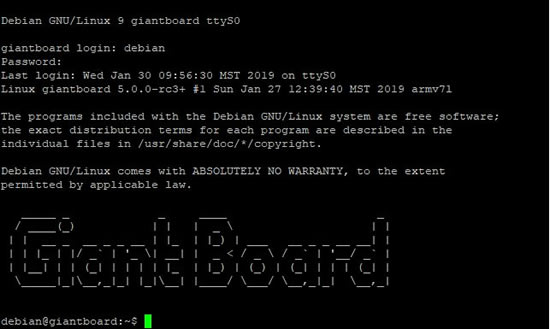 Debian GNU/Linux 9 giantboard ttyS0
giantboard login: debian
Password:
Last login: Wed Jan 30 09:56:30 MST 2019 on ttyS0
Linux giantboard 5.0.0-rc3+ #1 Sun Jan 27 12:39:40 MST 2019 armv7l
The programs included with the Debian GNU/Linux system are free software;
the exact distribution terms for each program are described in the
individual files in /usr/share/doc/*/copyright.
Debian GNU/Linux comes with ABSOLUTELY NO WARRANTY, to the extent
permitted by applicable law.
Giant Board
debian@giantboard:~$